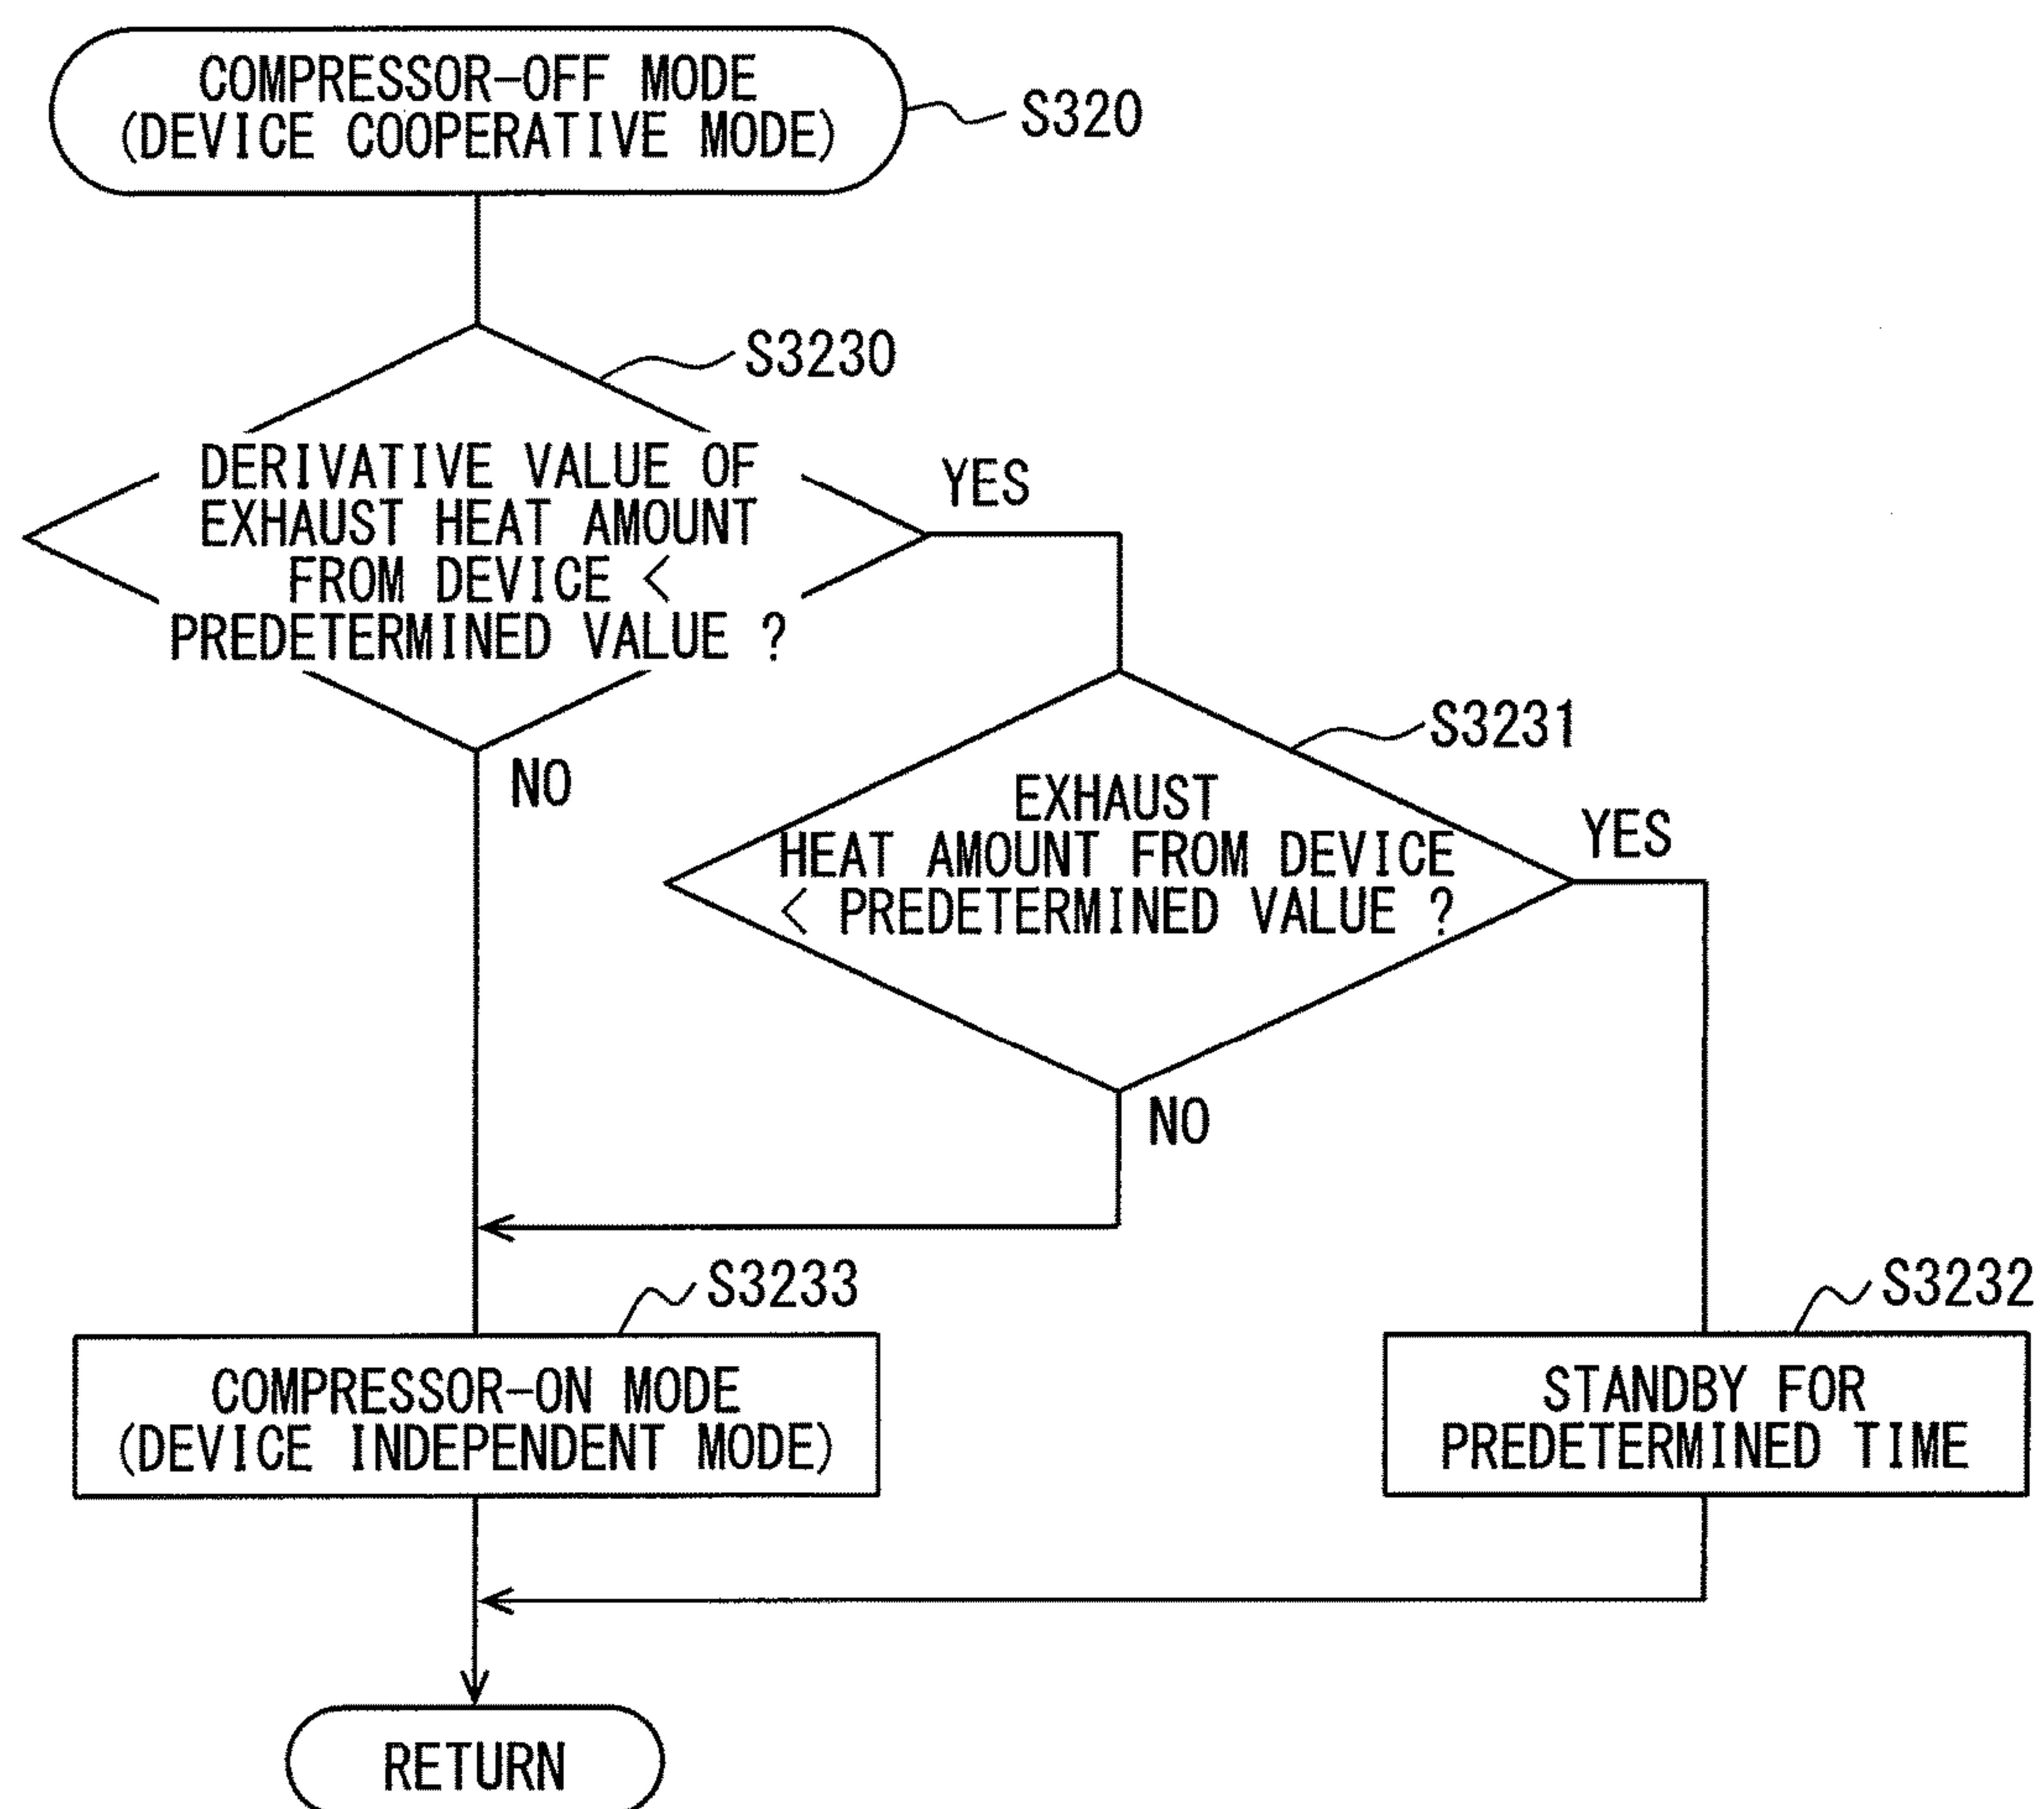 COMPRESSOR-OFF MODE
(DEVICE COOPERATIVE MODE)
S320
S3230
DERIVATIVE VALUE OF
EXHAUST HEAT AMOUNT
FROM DEVICE <
PREDETERMINED VALUE ?
YES
NO
S3231
EXHAUST
HEAT AMOUNT FROM DEVICE
< PREDETERMINED VALUE ?
YES
NO
S3233
COMPRESSOR-ON MODE
(DEVICE INDEPENDENT MODE)
S3232
STANDBY FOR
PREDETERMINED TIME
RETURN